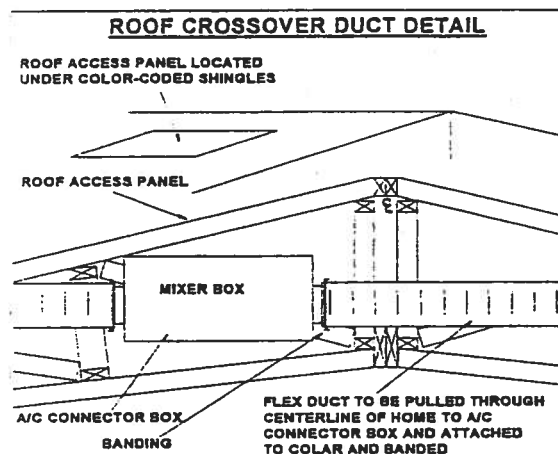 ROOF CROSSOVER DUCT DETAIL
ROOF ACCESS PANEL LOCATED
UNDER COLOR-CODED SHINGLES
ROOF ACCESS PANEL
MIXER BOX
A/C CONNECTOR BOX
BANDING
FLEX DUCT TO BE PULLED THROUGH
CENTERLINE OF HOME TO A/C
CONNECTOR BOX AND ATTACHED
TO COLAR AND BANDED